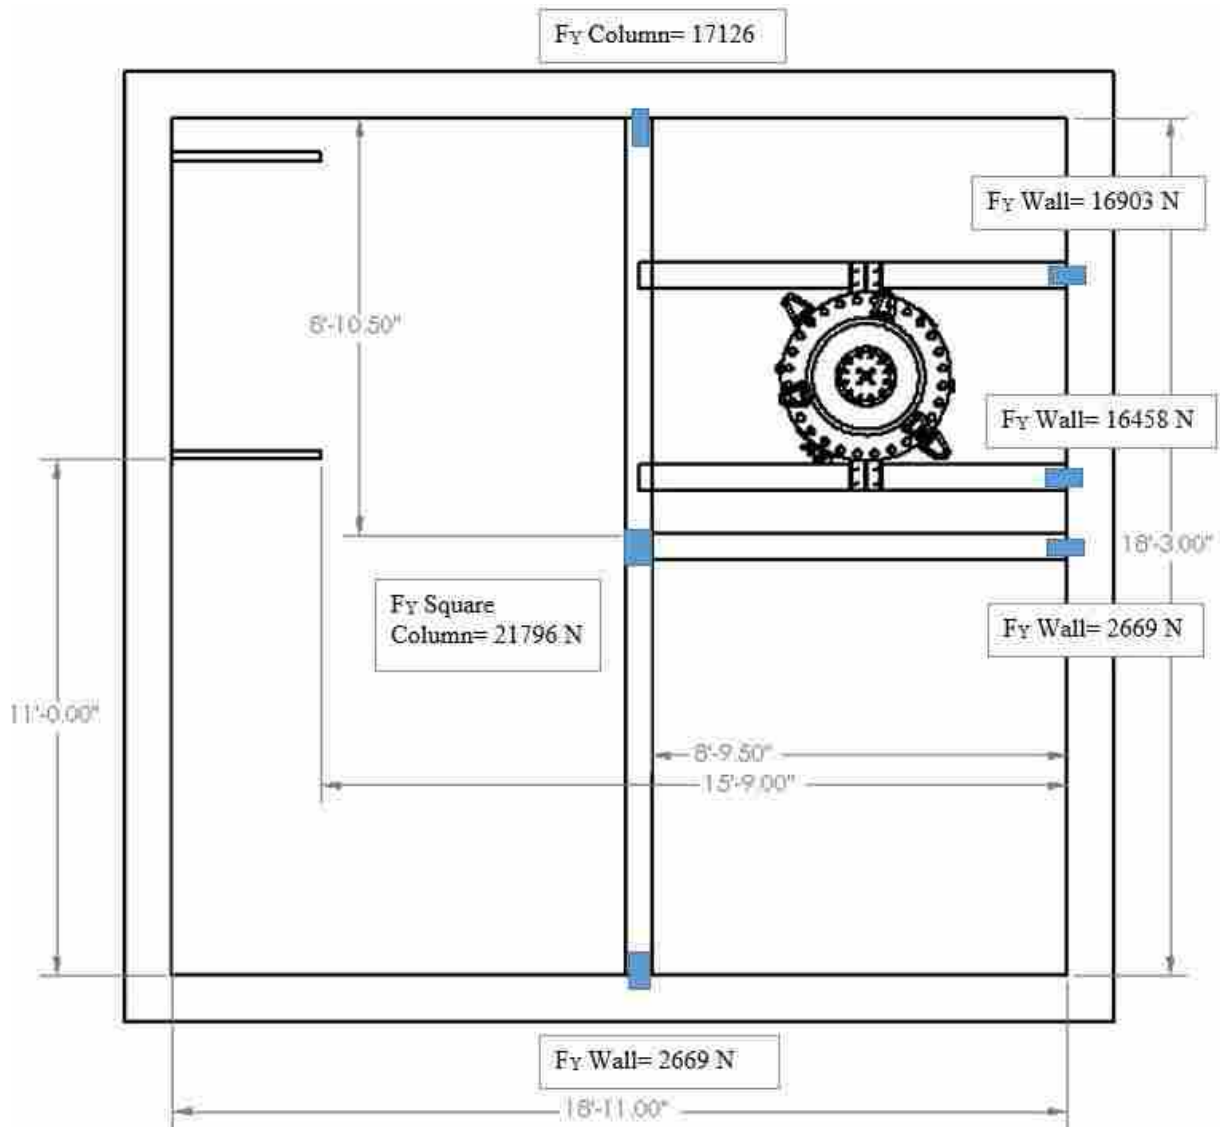 FY Column= 17126
FY Wall= 16903 N
8'-10.50"
FY Wall= 16458 N
18'-3.00"
FY Square
Column= 21796 N
FY Wall= 2669 N
11'-0.00"
8'-9.50"
15'-9.00"
FY Wall= 2669 N
18'-11.00"